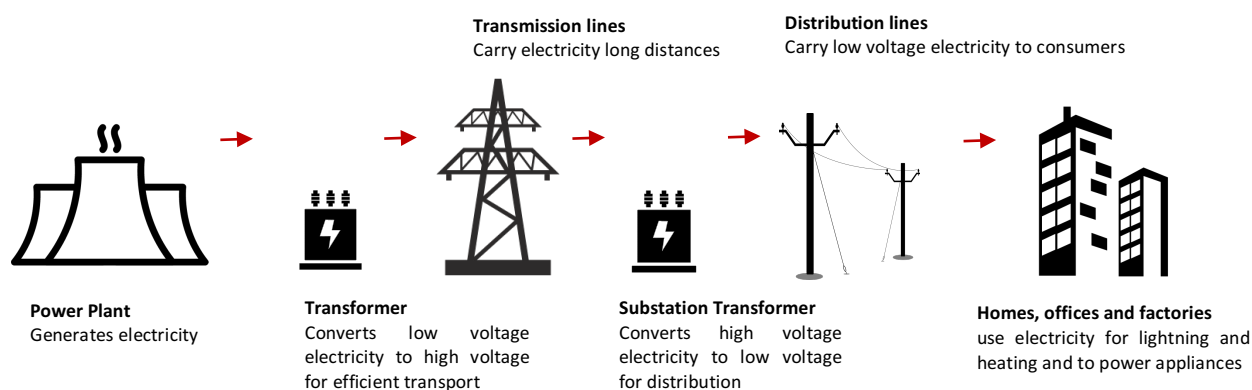 Transmission lines
Carry electricity long distances
Distribution lines
Carry low voltage electricity to consumers
Power Plant
Generates electricity
Transformer
Converts low voltage
electricity to high voltage
for efficient transport
Substation Transformer
Converts high voltage
electricity to low voltage
for distribution
Homes, offices and factories
use electricity for lightning and
heating and to power appliances